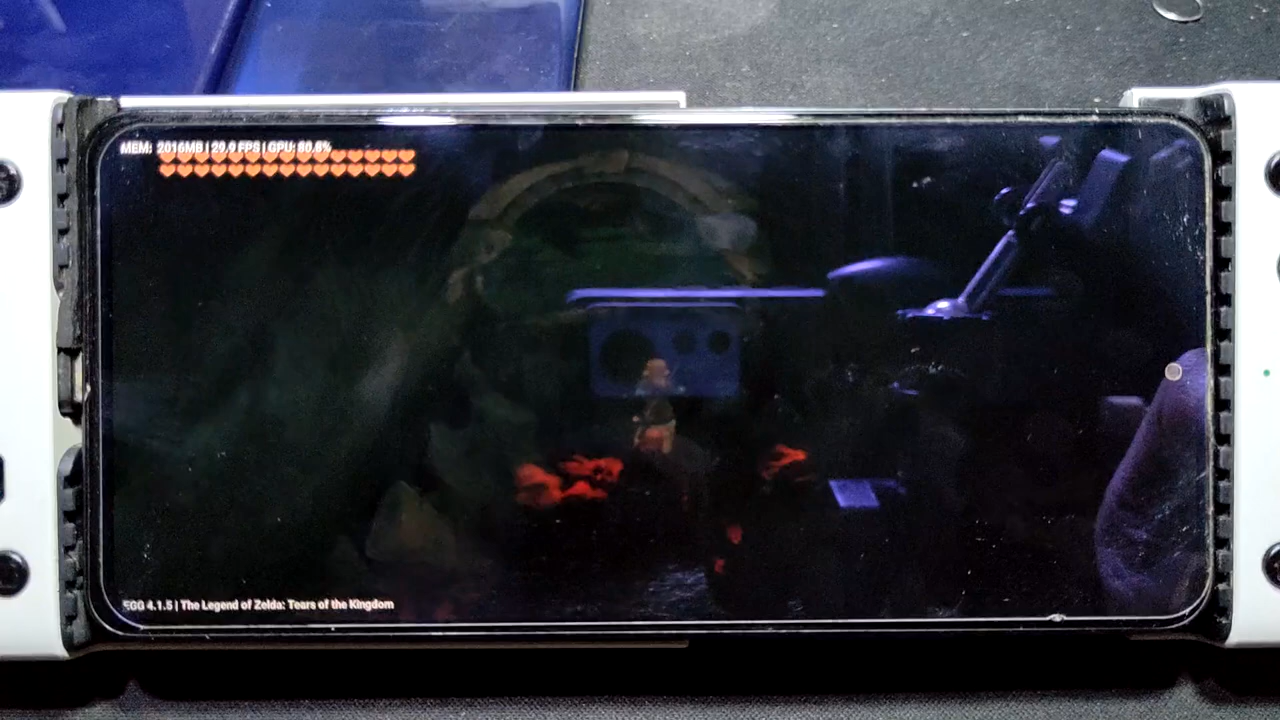 MEM: 2016MB | 29.9 FPS | GPU: 80.8%
EGG 4.1.5 | The Legend of Zelda: Tears of the Kingdom